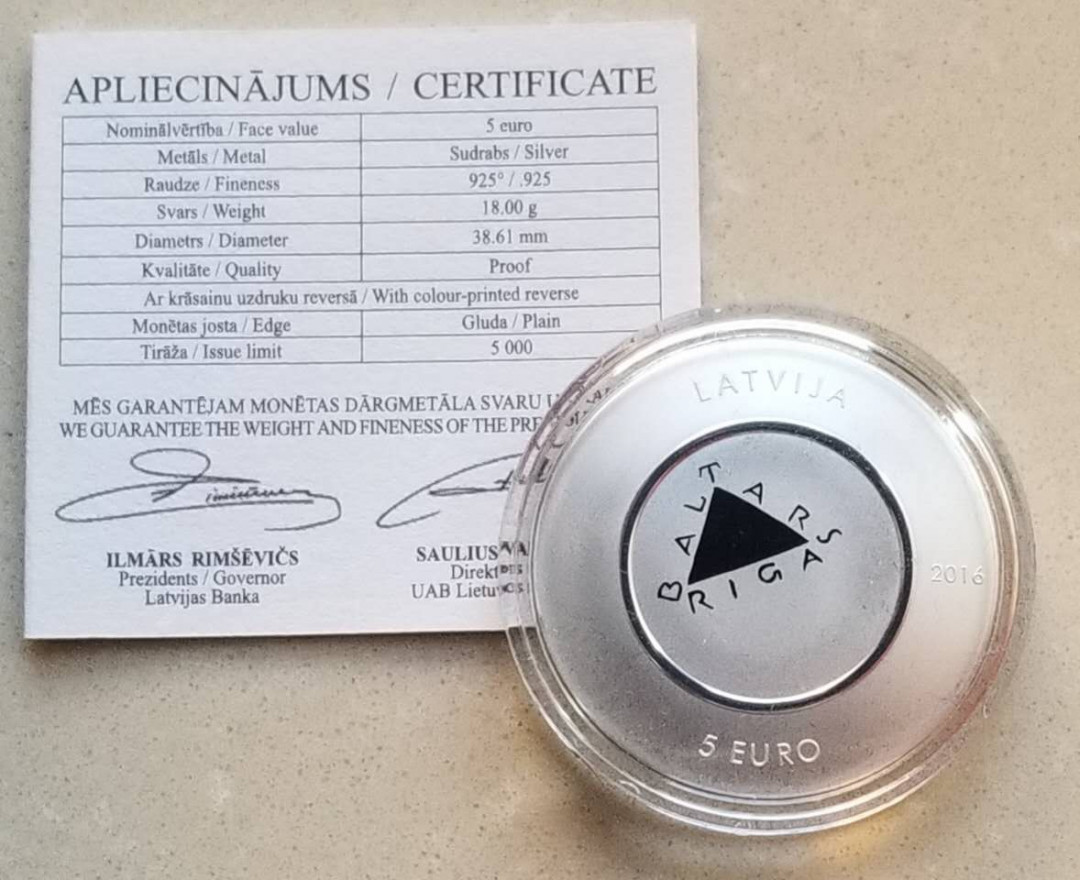 APLIECINĀJUMS / CERTIFICATE
Nominālvērtība / Face value 5 euro
Metāls / Metal Sudrabs / Silver
Raudze / Fineness 925° / .925
Svars / Weight 18.00 g
Diametrs / Diameter 38.61 mm
Kvalitāte / Quality Proof
Ar krāsainu uzdruku reversā / With colour-printed reverse
Monētas josta / Edge Gluda / Plain
Tirāža / Issue limit 5 000
MĒS GARANTĒJAM MONĒTAS DĀRGMETĀLA SVARU
WE GUARANTEE THE WEIGHT AND FINENESS OF THE
ILMĀRS RIMŠĒVIČS
Prezidents / Governor
Latvijas Banka
SAULIUS
UAB
LATVIJA
BALTARS
RIGA
2016
5 EURO